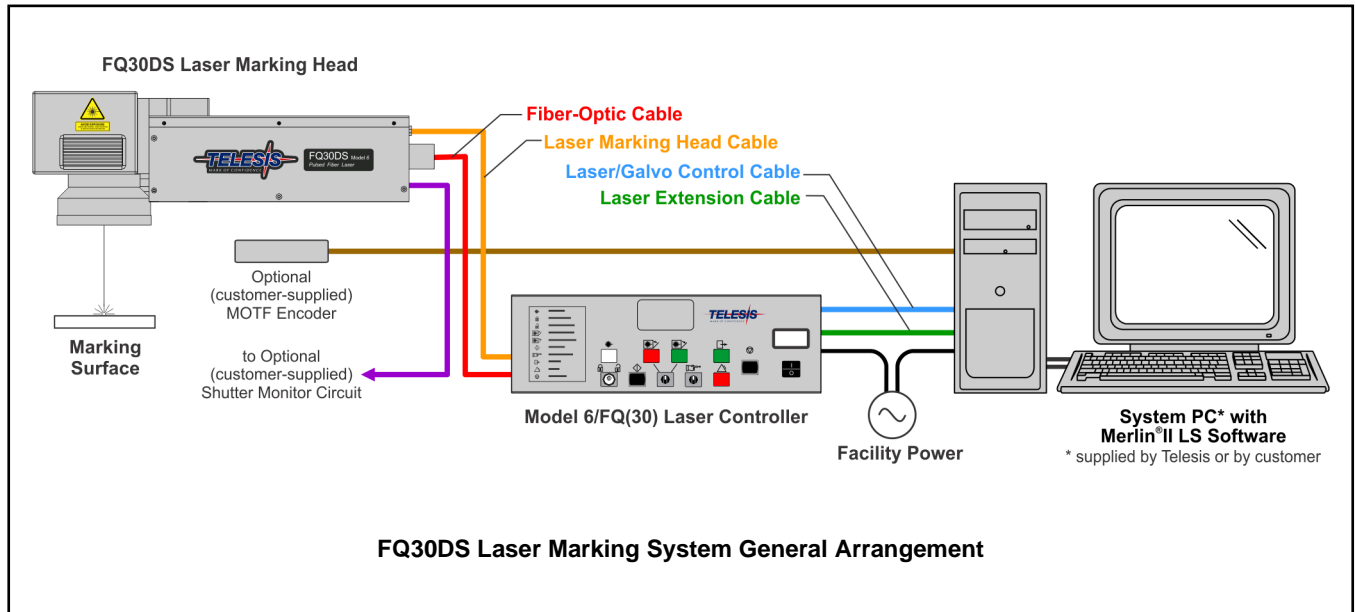 FQ30DS Laser Marking Head
TELESIS
MARK OF CONFIDENCE
FQ30DS Model 6
Pulsed Fiber Laser
Fiber-Optic Cable
Laser Marking Head Cable
Laser/Galvo Control Cable
Laser Extension Cable
Optional
(customer-supplied)
MOTF Encoder
Marking
Surface
to Optional
(customer-supplied)
Shutter Monitor Circuit
TELESIS
Model 6/FQ(30) Laser Controller
Facility Power
System PC* with
Merlin®II LS Software
* supplied by Telesis or by customer
FQ30DS Laser Marking System General Arrangement